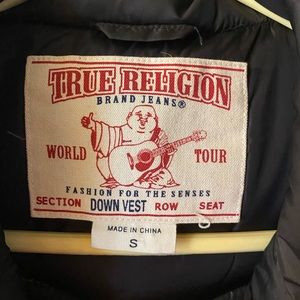 TRUE RELIGION
BRAND JEANS®
WORLD TOUR
FASHION FOR THE SENSES
SECTION DOWN VEST ROW SEAT
MADE IN CHINA
S